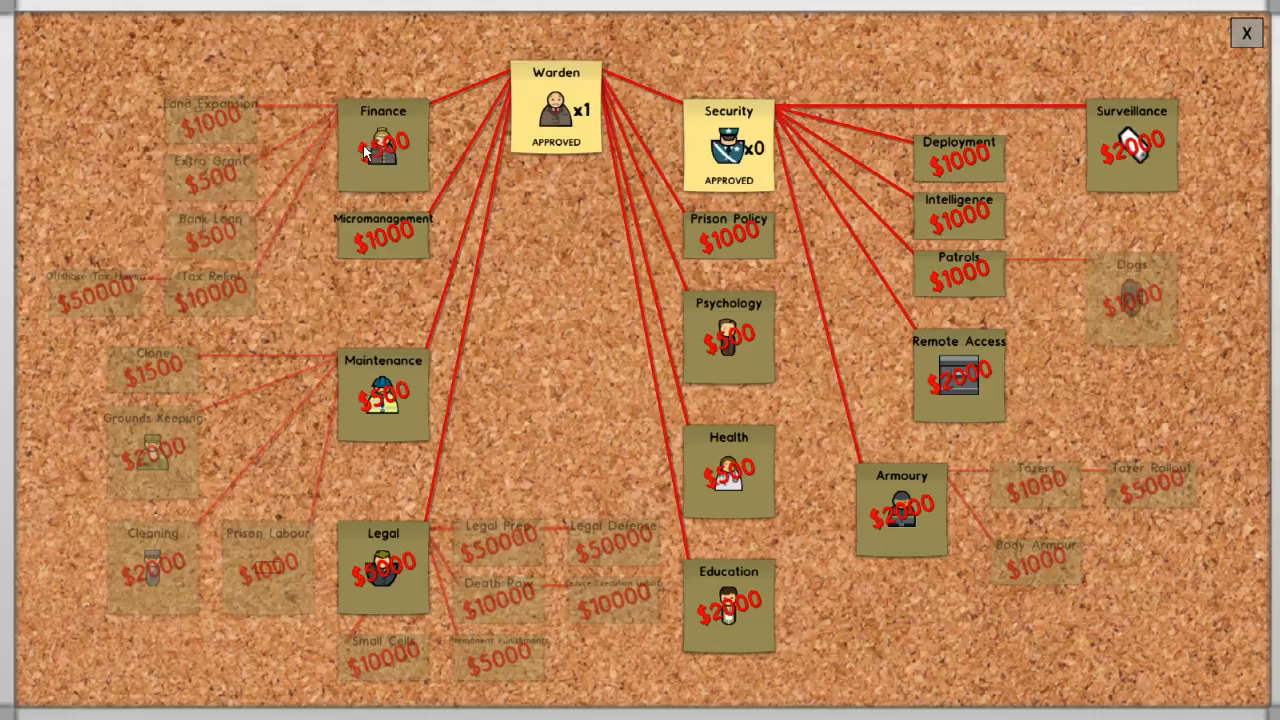 X
Warden
x1
APPROVED
Land Expansion
$1000
Finance
$500
Security
x0
APPROVED
Surveillance
$2000
Extra Grant
$500
Deployment
$1000
Bank Loan
$500
Micromanagement
$1000
Prison Policy
$1000
Intelligence
$1000
Offshore Tax Haven
$50000
Tax Relief
$10000
Patrols
$1000
Dogs
$1000
Psychology
$500
Remote Access
$2000
Clone
$1500
Maintenance
$500
Grounds Keeping
$2000
Health
$500
Armoury
$2000
Tazers
$1000
Tazer Rollout
$5000
Cleaning
$2000
Prison Labour
$1000
Legal
$5000
Legal Prep
$50000
Legal Defense
$50000
Body Armour
$1000
Death Row
$10000
$10000
Education
$2000
Small Cells
$10000
Permanent Punishments
$5000